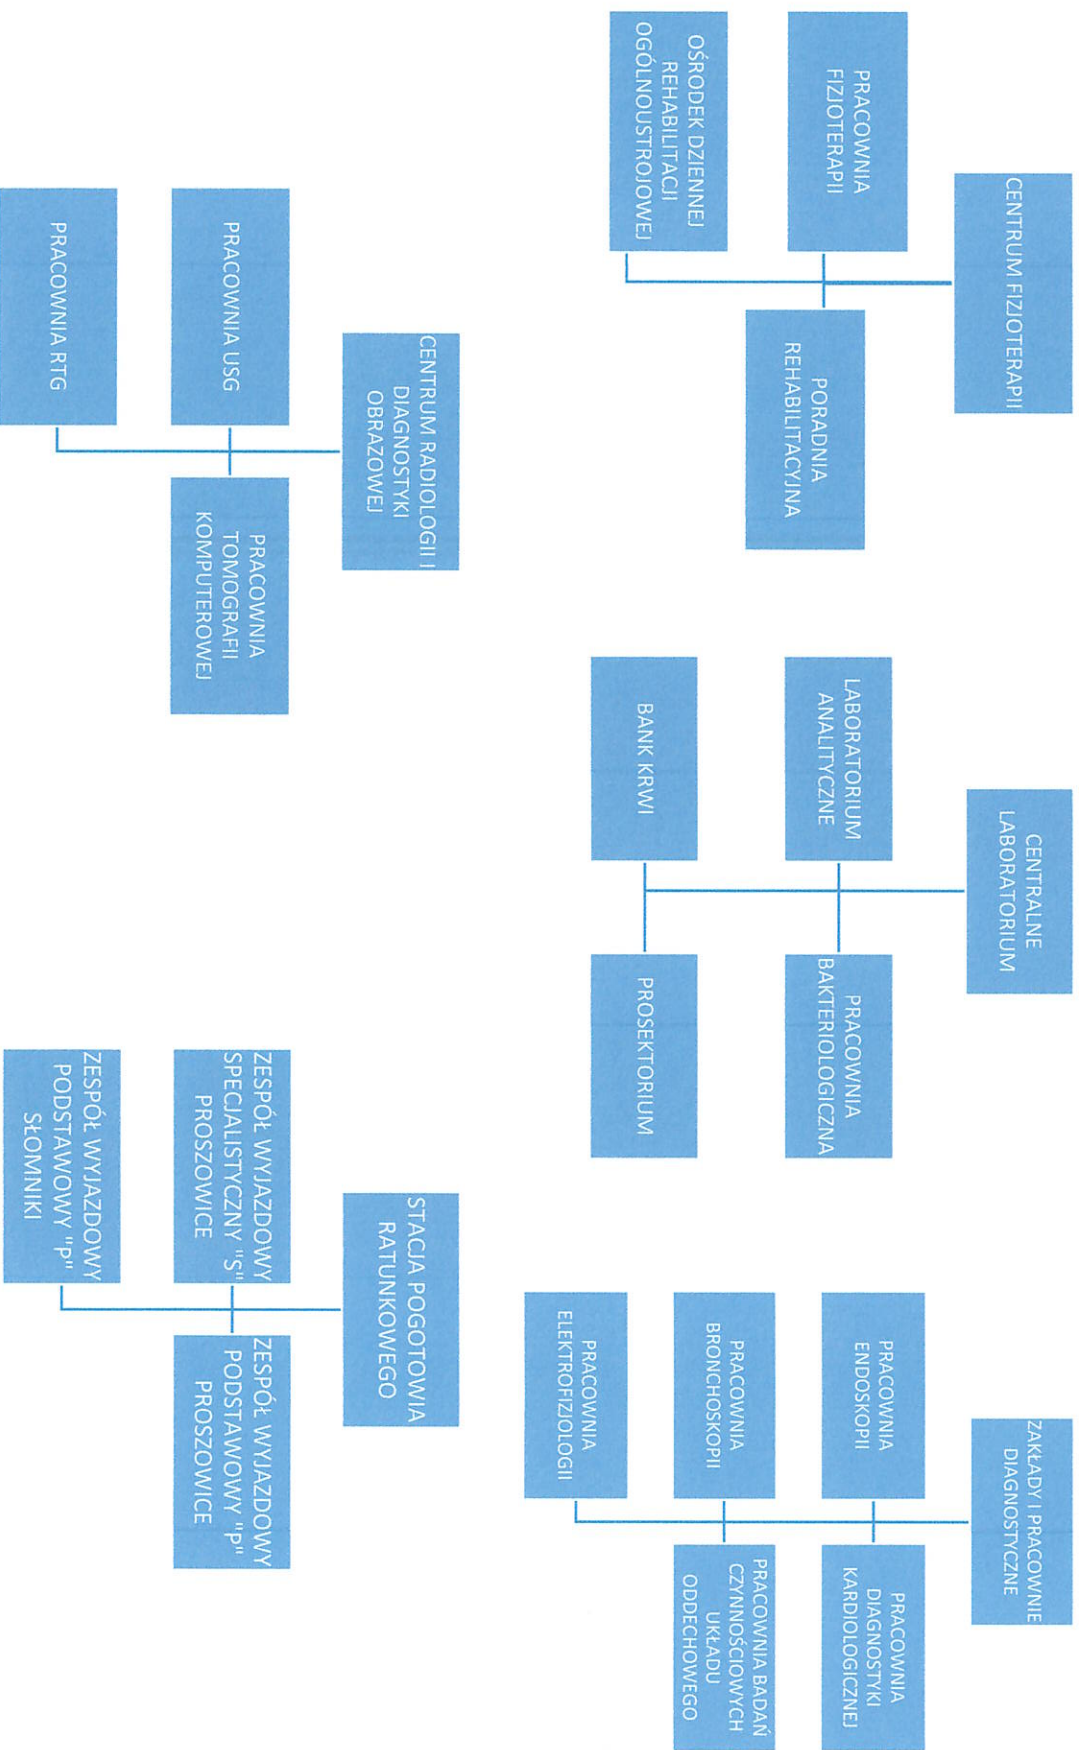 CENTRUM FIZJOTERAPII
PRACOWNIA
FIZJOTERAPII
PORADNIA
REHABILITACYJNA
OŚRODEK DZIENNEJ
REHABILITACJI
OGÓLNOUSTROJOWEJ
CENTRALNE
LABORATORIUM
LABORATORIUM
ANALITYCZNE
PRACOWNIA
BAKTERIOLOGICZNA
BANK KRWI
PROSEKTORIUM
ZAKŁADY I PRACOWNIE
DIAGNOSTYCZNE
PRACOWNIA
ENDOSKOPII
PRACOWNIA
DIAGNOSTYKI
KARDIOLOGICZNEJ
PRACOWNIA
BRONCHOSKOPII
PRACOWNIA BADAŃ
CZYNNOŚCIOWYCH
UKŁADU
ODDECHOWEGO
PRACOWNIA
ELEKTROFIZJOLOGII
CENTRUM RADIOLOGII I
DIAGNOSTYKI
OBRAZOWEJ
PRACOWNIA USG
PRACOWNIA
TOMOGRAFII
KOMPUTEROWEJ
PRACOWNIA RTG
STACJA POGOTOWIA
RATUNKOWEGO
ZESPÓŁ WYJAZDOWY
SPECJALISTYCZNY "S"
PROSZOWICE
ZESPÓŁ WYJAZDOWY
PODSTAWOWY "P"
PROSZOWICE
ZESPÓŁ WYJAZDOWY
PODSTAWOWY "P"
SŁOMNIKI